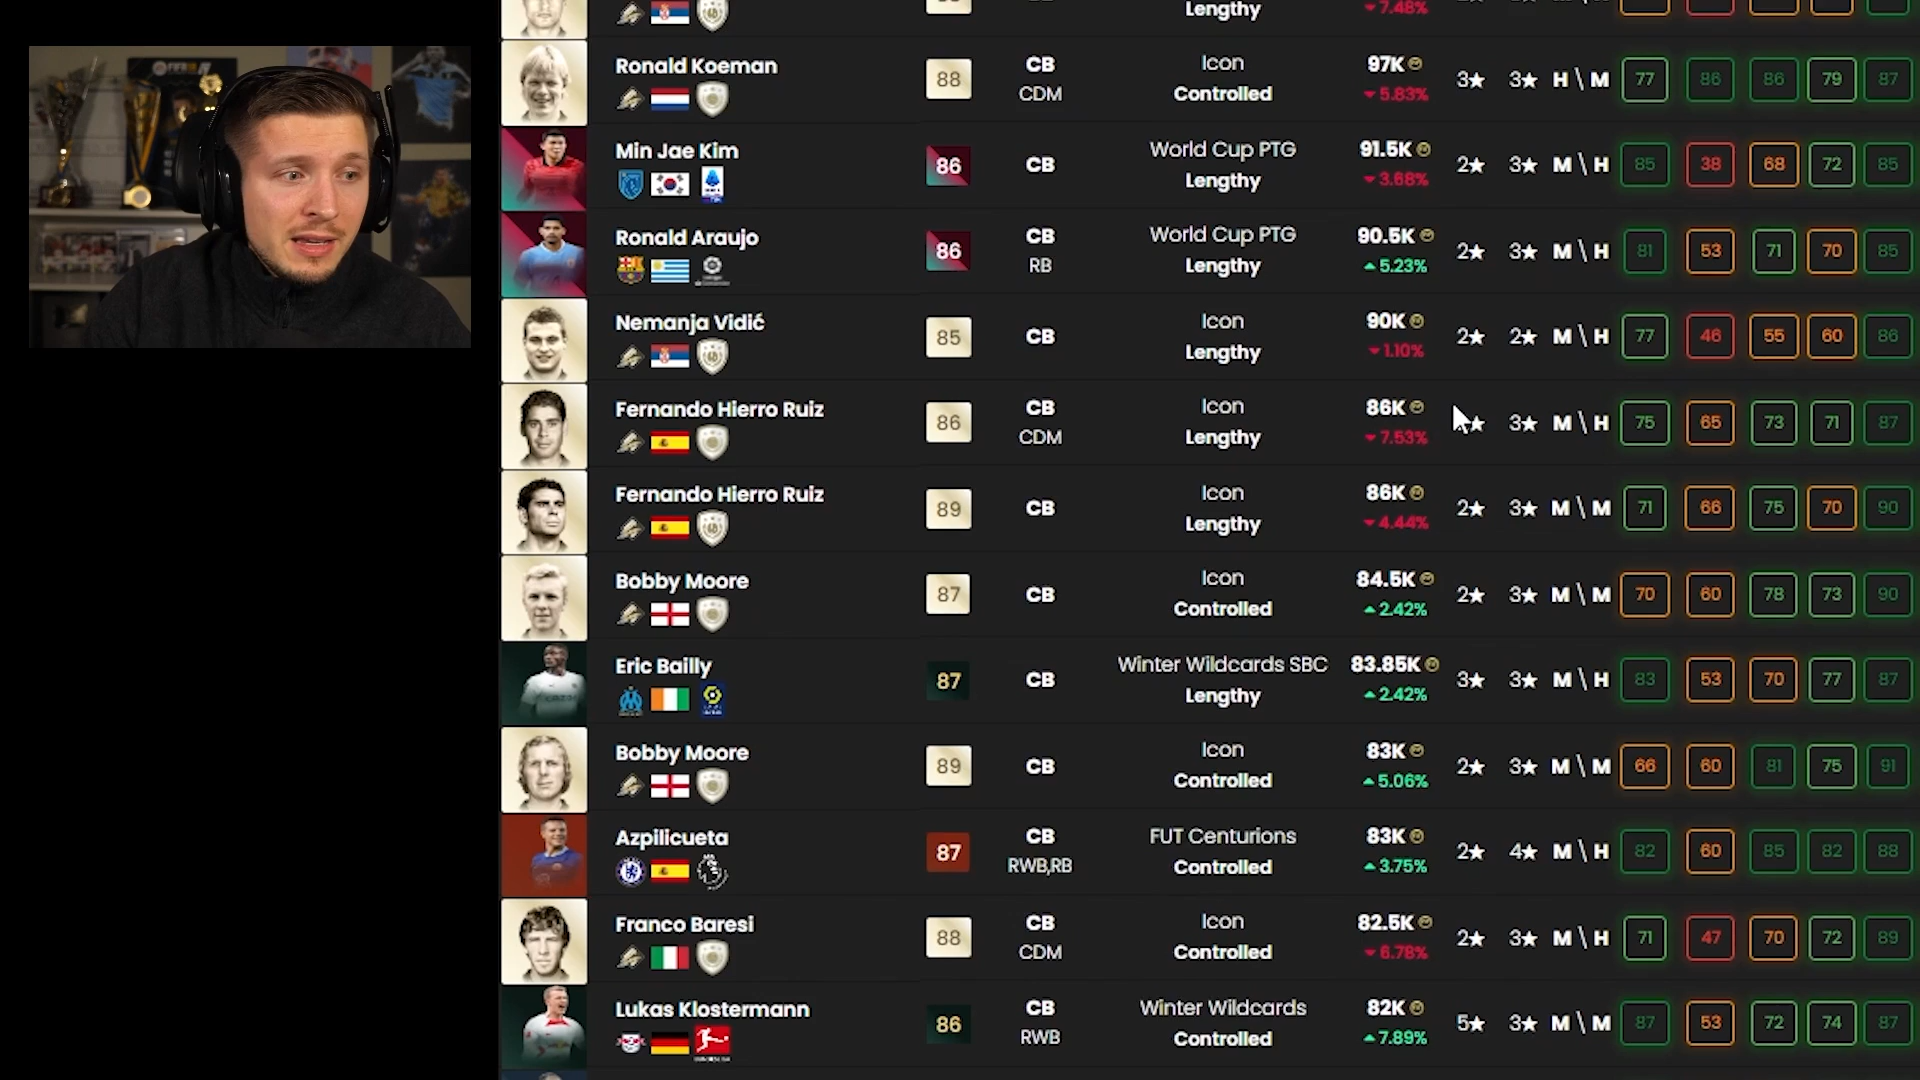 Lengthy
7.48%
Ronald Koeman 88 CB Icon 97K 3★ 3★ H \ M 77 86 86 79 87
CDM Controlled 5.83%
Min Jae Kim 86 CB World Cup PTG 91.5K 2★ 3★ M \ H 85 38 68 72 85
Lengthy 3.68%
Ronald Araujo 86 CB World Cup PTG 90.5K 2★ 3★ M \ H 81 53 71 70 85
RB Lengthy 5.23%
Nemanja Vidić 85 CB Icon 90K 2★ 2★ M \ H 77 46 55 60 86
Lengthy 1.10%
Fernando Hierro Ruiz 86 CB Icon 86K ★ 3★ M \ H 75 65 73 71 87
CDM Lengthy 7.53%
Fernando Hierro Ruiz 89 CB Icon 86K 2★ 3★ M \ M 71 66 75 70 90
Lengthy 4.44%
Bobby Moore 87 CB Icon 84.5K 2★ 3★ M \ M 70 60 78 73 90
Controlled 2.42%
Eric Bailly 87 CB Winter Wildcards SBC 83.85K 3★ 3★ M \ H 83 53 70 77 87
Lengthy 2.42%
Bobby Moore 89 CB Icon 83K 2★ 3★ M \ M 66 60 81 75 91
Controlled 5.06%
Azpilicueta 87 CB FUT Centurions 83K 2★ 4★ M \ H 82 60 85 82 88
RWB,RB Controlled 3.75%
Franco Baresi 88 CB Icon 82.5K 2★ 3★ M \ H 71 47 70 72 89
CDM Controlled 6.78%
Lukas Klostermann 86 CB Winter Wildcards 82K 5★ 3★ M \ M 87 53 72 74 87
RWB Controlled 7.89%